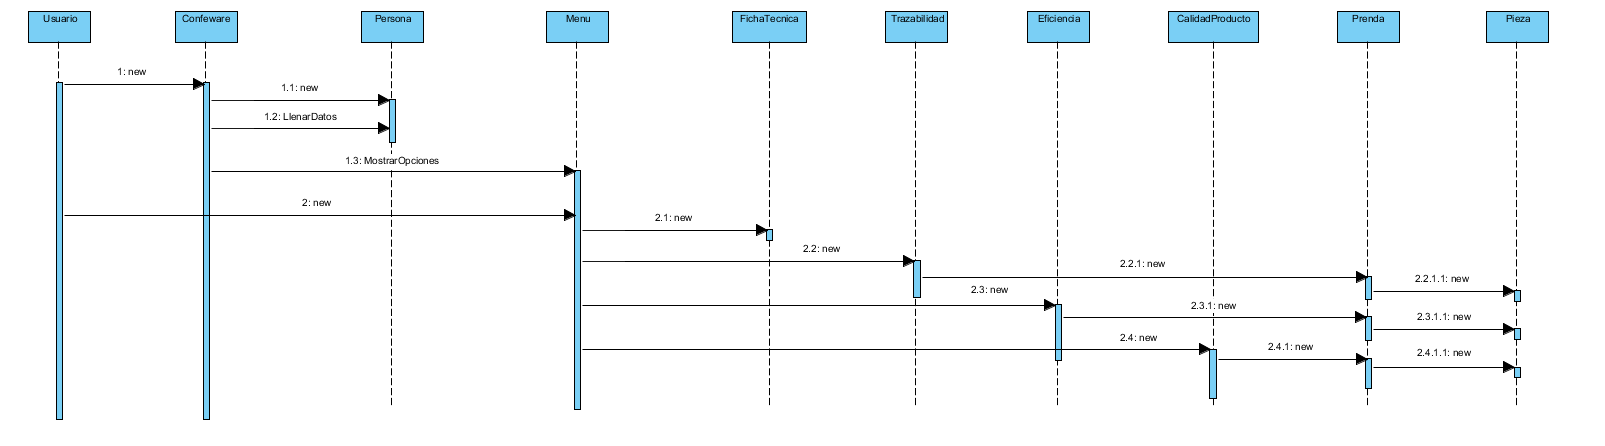 Usuario
Confeware
Persona
Menu
FichaTecnica
Trazabilidad
Eficiencia
CalidadProducto
Prenda
Pieza
1: new
1.1: new
1.2: LlenarDatos
1.3: MostrarOpciones
2: new
2.1: new
2.2: new
2.2.1: new
2.2.1.1: new
2.3: new
2.3.1: new
2.3.1.1: new
2.4: new
2.4.1: new
2.4.1.1: new